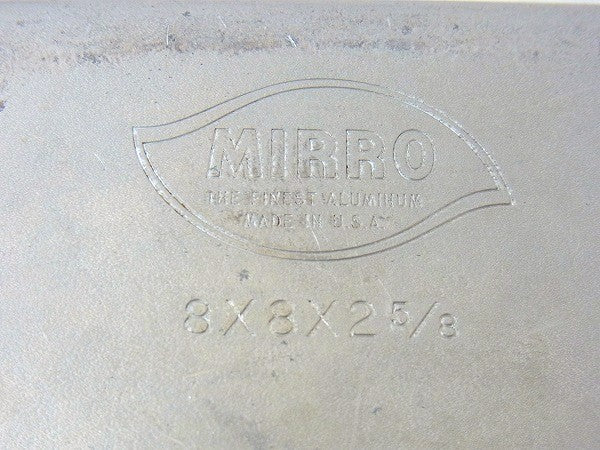 MIRRO
THE FINEST ALUMINUM
MADE IN U.S.A.
8X8X2 5/8